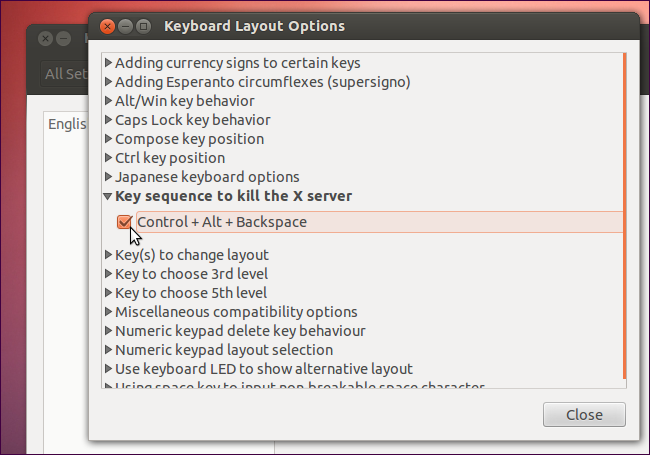 Keyboard Layout Options
All Set
Englis
Adding currency signs to certain keys
Adding Esperanto circumflexes (supersigno)
Alt/Win key behavior
Caps Lock key behavior
Compose key position
Ctrl key position
Japanese keyboard options
Key sequence to kill the X server
Control + Alt + Backspace
Key(s) to change layout
Key to choose 3rd level
Key to choose 5th level
Miscellaneous compatibility options
Numeric keypad delete key behaviour
Numeric keypad layout selection
Use keyboard LED to show alternative layout
Using space key to input non-breakable space character
Close